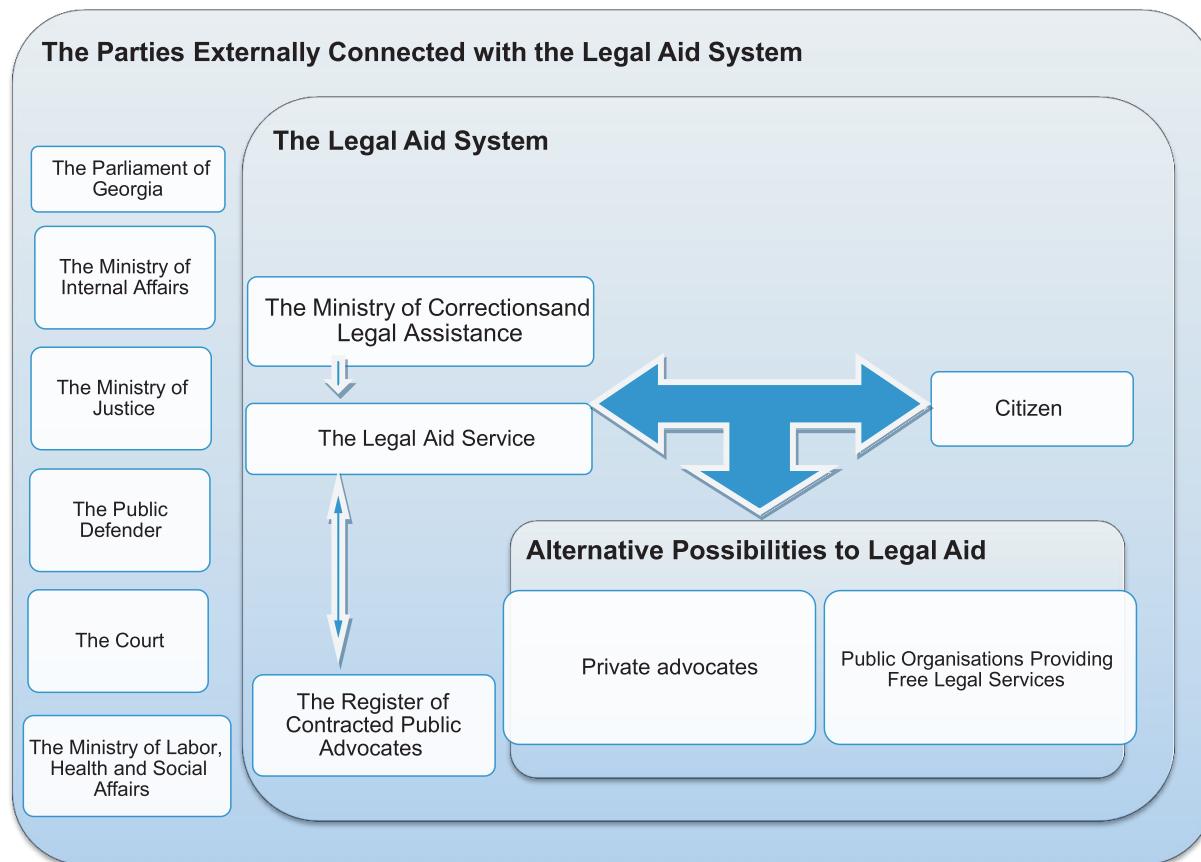 The Parties Externally Connected with the Legal Aid System
The Legal Aid System
The Parliament of
Georgia
The Ministry of
Internal Affairs
The Ministry of
Justice
The Public
Defender
The Court
The Ministry of Labor,
Health and Social
Affairs
The Ministry of Correctionsand
Legal Assistance
The Legal Aid Service
Citizen
The Register of
Contracted Public
Advocates
Alternative Possibilities to Legal Aid
Private advocates
Public Organisations Providing
Free Legal Services